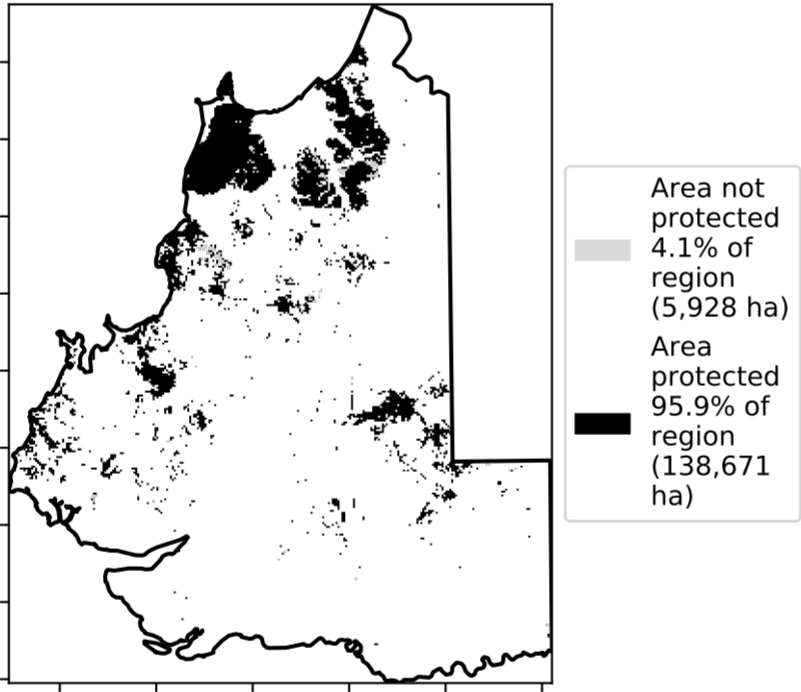 Area not
protected
4.1% of
region
(5,928 ha)
Area
protected
95.9% of
region
(138,671
ha)